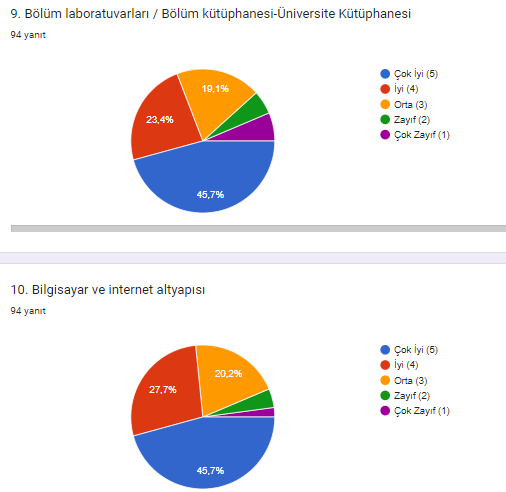 9. Bölüm laboratuvarları / Bölüm kütüphanesi-Üniversite Kütüphanesi
94 yanıt
Çok İyi (5)
İyi (4)
Orta (3)
Zayıf (2)
Çok Zayıf (1)
19,1%
23,4%
45,7%
10. Bilgisayar ve internet altyapısı
94 yanıt
Çok İyi (5)
İyi (4)
Orta (3)
Zayıf (2)
Çok Zayıf (1)
20,2%
27,7%
45,7%